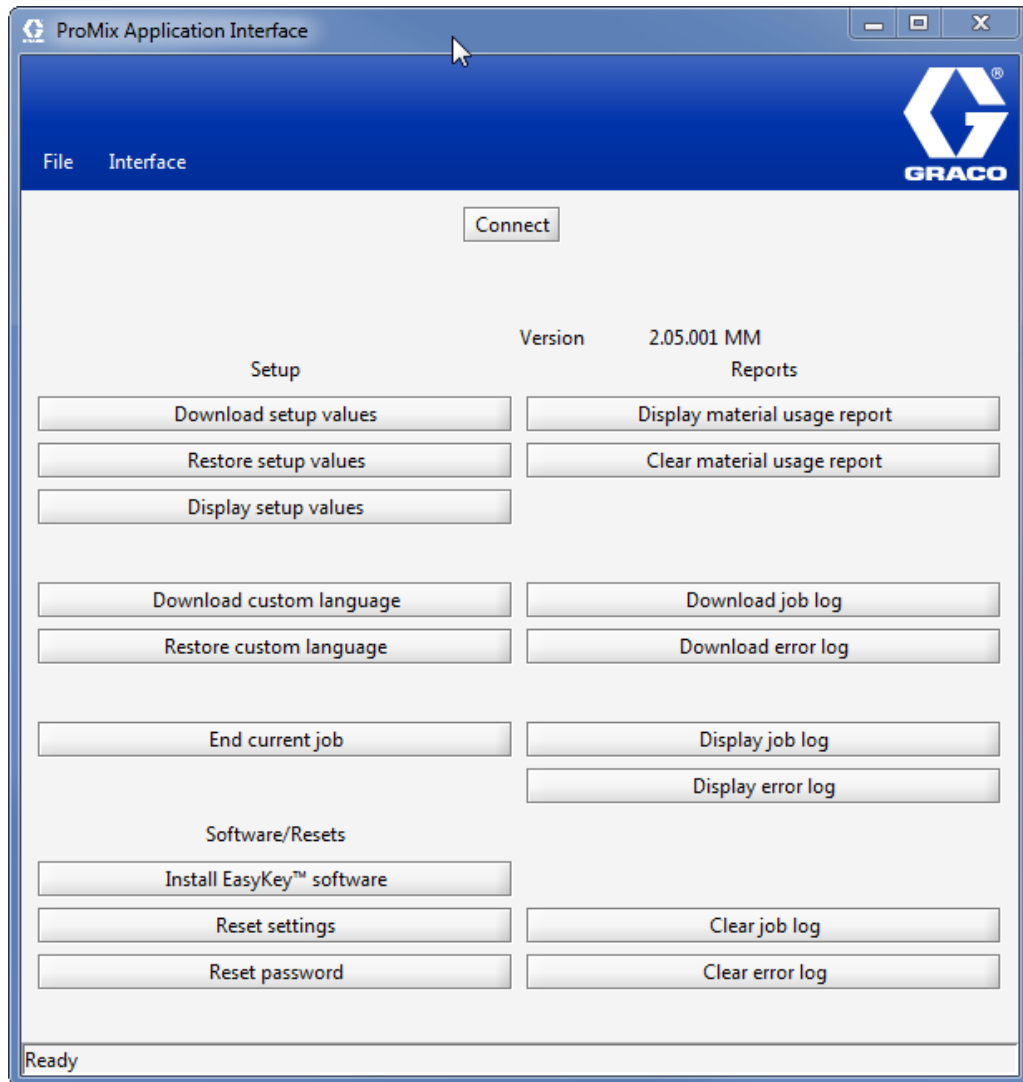 ProMix Application Interface
®
GRACO
File Interface
Connect
Version 2.05.001 MM
Setup
Reports
Download setup values
Display material usage report
Restore setup values
Clear material usage report
Display setup values
Download custom language
Download job log
Restore custom language
Download error log
End current job
Display job log
Display error log
Software/Resets
Install EasyKey™ software
Reset settings
Clear job log
Reset password
Clear error log
Ready